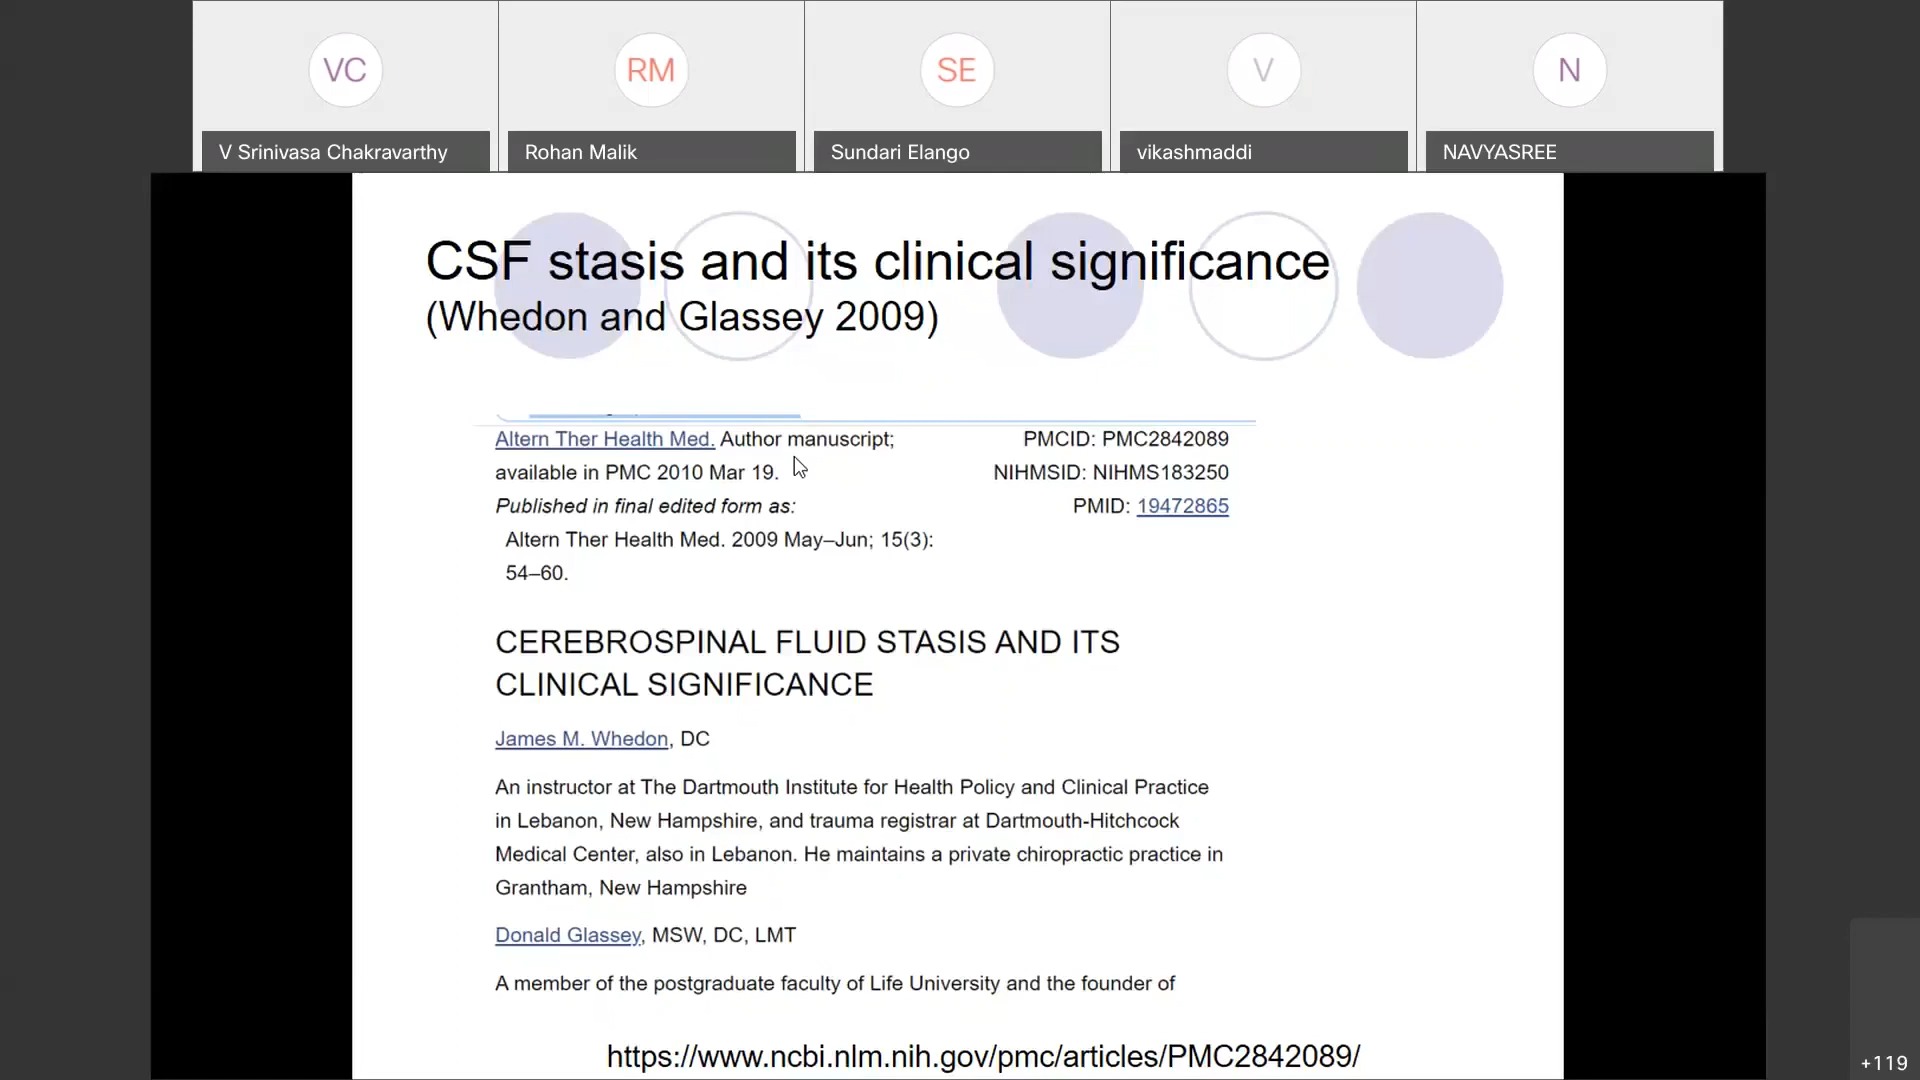 VC
RM
SE
V
N
V Srinivasa Chakravarthy
Rohan Malik
Sundari Elango
vikashmaddi
NAVYASREE
CSF stasis and its clinical significance
(Whedon and Glassey 2009)
Altern Ther Health Med. Author manuscript;
available in PMC 2010 Mar 19.
Published in final edited form as:
Altern Ther Health Med. 2009 May–Jun; 15(3):
54–60.
PMCID: PMC2842089
NIHMSID: NIHMS183250
PMID: 19472865
CEREBROSPINAL FLUID STASIS AND ITS
CLINICAL SIGNIFICANCE
James M. Whedon, DC
An instructor at The Dartmouth Institute for Health Policy and Clinical Practice
in Lebanon, New Hampshire, and trauma registrar at Dartmouth-Hitchcock
Medical Center, also in Lebanon. He maintains a private chiropractic practice in
Grantham, New Hampshire
Donald Glassey, MSW, DC, LMT
A member of the postgraduate faculty of Life University and the founder of
https://www.ncbi.nlm.nih.gov/pmc/articles/PMC2842089/
+119